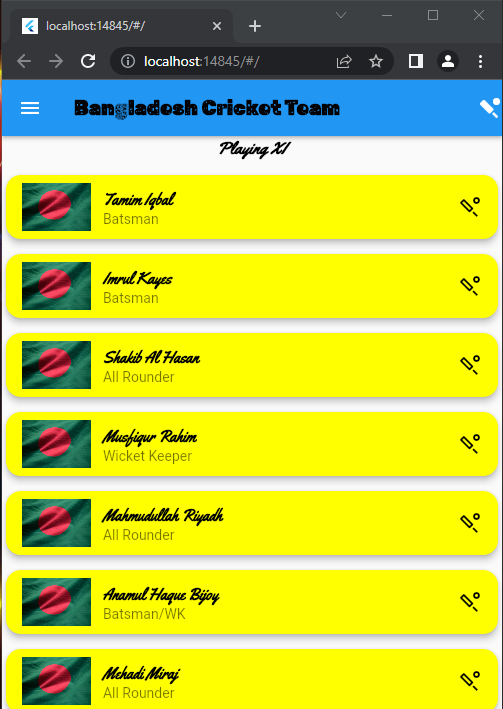 localhost:14845/#/
localhost:14845/#/
Bangladesh Cricket Team
Playing XI
Tamim Iqbal
Batsman
Imrul Kayes
Batsman
Shakib Al Hasan
All Rounder
Musfiqur Rahim
Wicket Keeper
Mahmudullah Riyadh
All Rounder
Anamul Haque Bijoy
Batsman/WK
Mehadi Miraj
All Rounder